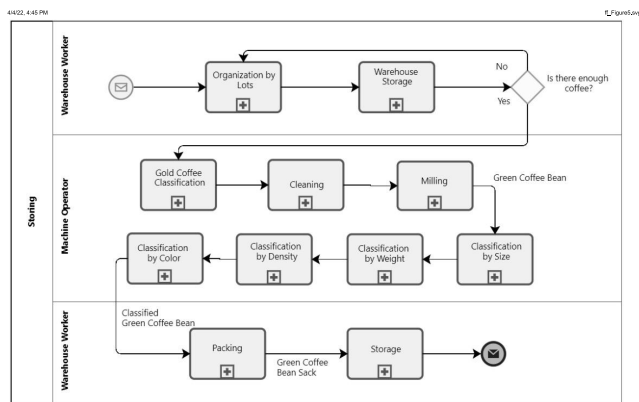 4/4/22, 4:45 PM
ff_Figure5.svg
Storing
Warehouse Worker
Organization by
Lots
Warehouse
Storage
No
Yes
Is there enough
coffee?
Machine Operator
Gold Coffee
Classification
Cleaning
Milling
Green Coffee Bean
Classification
by Color
Classification
by Density
Classification
by Weight
Classification
by Size
Warehouse Worker
Classified
Green Coffee Bean
Packing
Green Coffee
Bean Sack
Storage